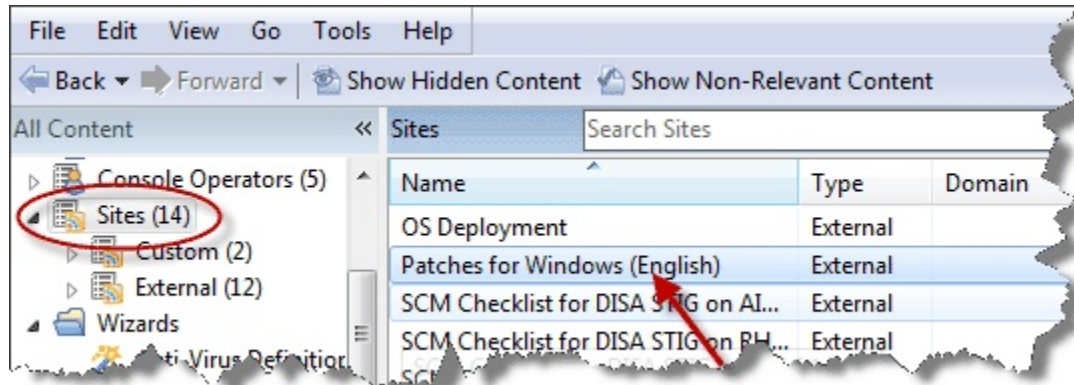 File Edit View Go Tools Help
Back Forward Show Hidden Content Show Non-Relevant Content
All Content « Sites Search Sites
Console Operators (5)
Sites (14)
Custom (2)
External (12)
Wizards
Name Type Domain
OS Deployment External
Patches for Windows (English) External
SCM Checklist for DISA STIG on AI... External
SCM Checklist for DISA STIG on RH... External